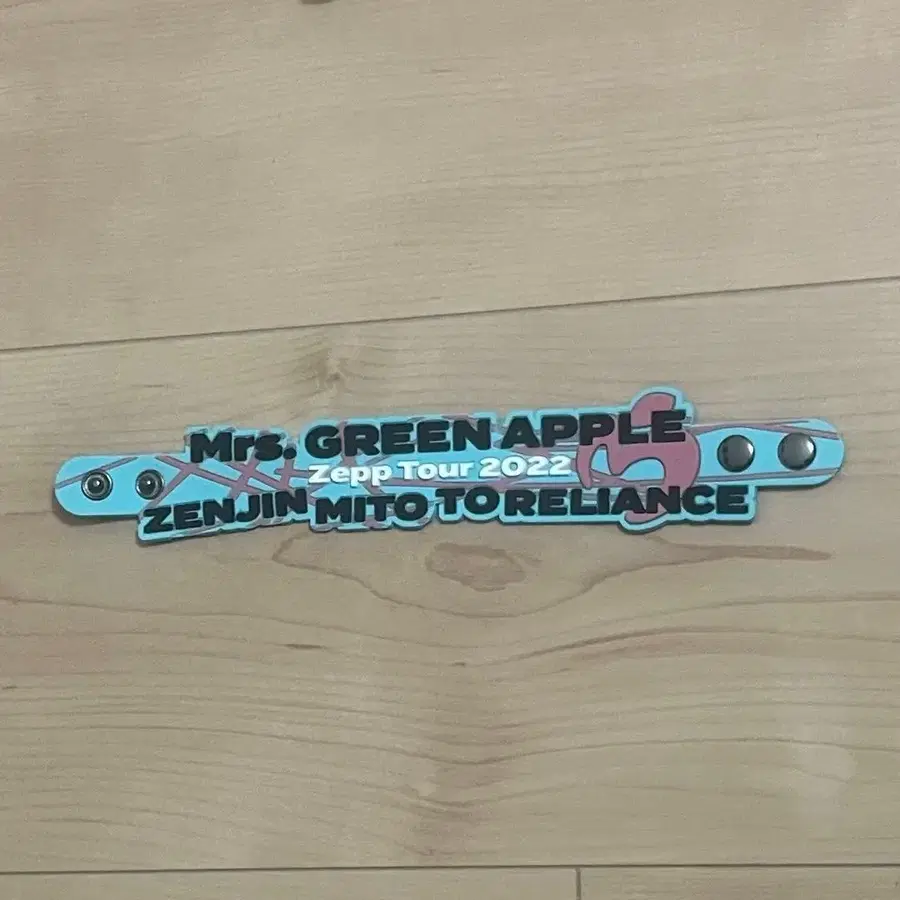 Mrs. GREEN APPLE
Zepp Tour 2022
ZENJIN MITO TO RELIANCE